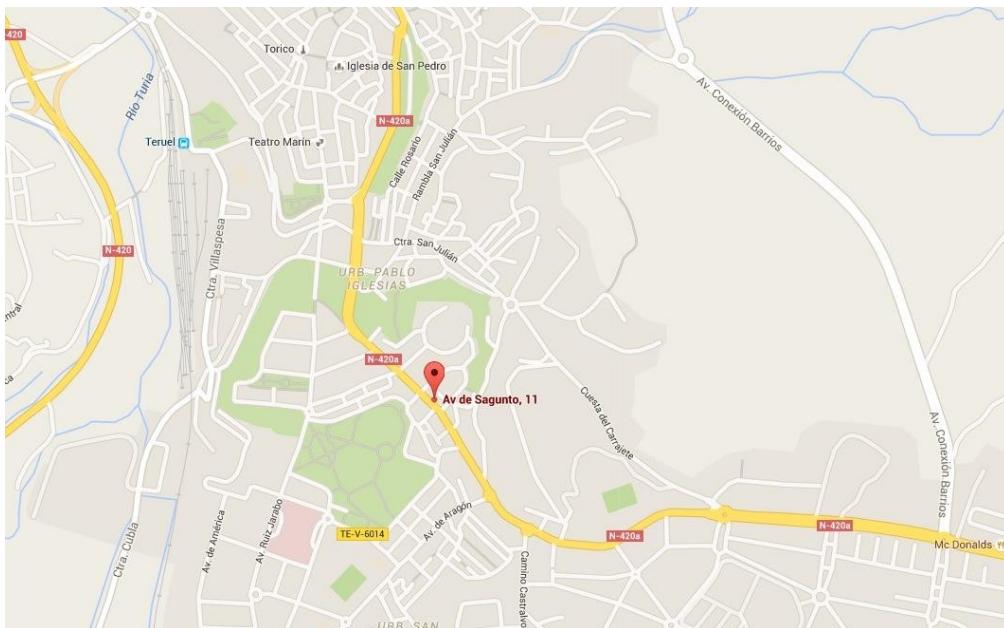 N-420
Torico
Iglesia de San Pedro
Río Turia
Av. Conexión Barrios
N-420a
Teruel
Teatro Marín
Calle Rosario
Rambla San Julián
Ctra. San Julián
N-420
Ctra. Villaspesa
URB. PABLO
IGLESIAS
N-420a
Av de Sagunto, 11
Cuesta del Carrajete
Av. Conexión Barrios
Av. de Aragón
TE-V-6014
N-420a
N-420a
Mc Donalds
Ctra. Cubla
Av. de América
Av. Ruiz Jarabo
Camino Castralvo
URB. SAN